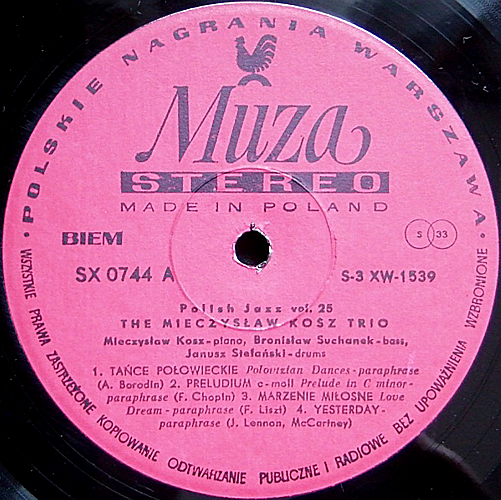 • POLSKIE NAGRANIA WARSZAWA •
Muza
STEREO
MADE IN POLAND
BIEM
S 33
SX 0744 A
S-3 XW-1539
Polish Jazz vol. 25
THE MIECZYSŁAW KOSZ TRIO
Mieczysław Kosz-piano, Bronisław Suchanek-bass,
Janusz Stefański-drums
1. TAŃCE POŁOWIECKIE Polovtzian Dances-paraphrase
(A. Borodin) 2. PRELUDIUM c-moll Prelude in C minor-
paraphrase (F. Chopin) 3. MARZENIE MIŁOSNE Love
Dream-paraphrase (F. Liszt) 4. YESTERDAY-
paraphrase (J. Lennon, McCartney)
WSZYSTKIE PRAWA ZASTRZEŻONE KOPIOWANIE ODTWARZANIE PUBLICZNE I RADIOWE BEZ UPOWAŻNIENIA WZBRONIONE